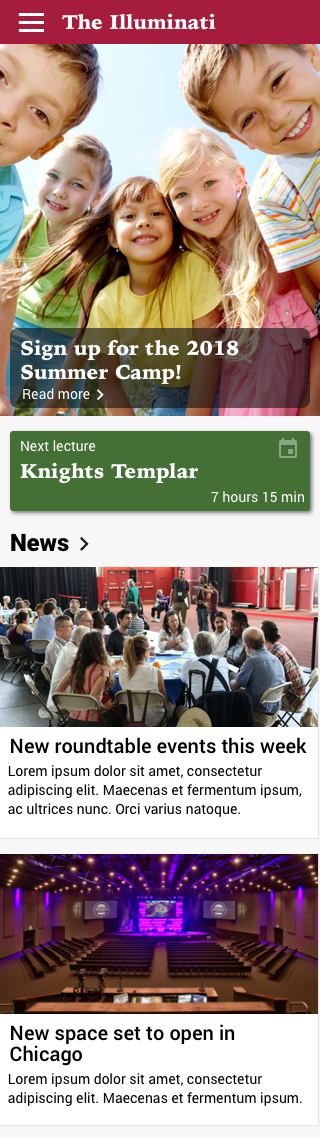 The Illuminati
Sign up for the 2018
Summer Camp!
Read more
Next lecture
Knights Templar
7 hours 15 min
News
New roundtable events this week
Lorem ipsum dolor sit amet, consectetur
adipiscing elit. Maecenas et fermentum ipsum,
ac ultrices nunc. Orci varius natoque.
New space set to open in
Chicago
Lorem ipsum dolor sit amet, consectetur
adipiscing elit. Maecenas et fermentum ipsum.